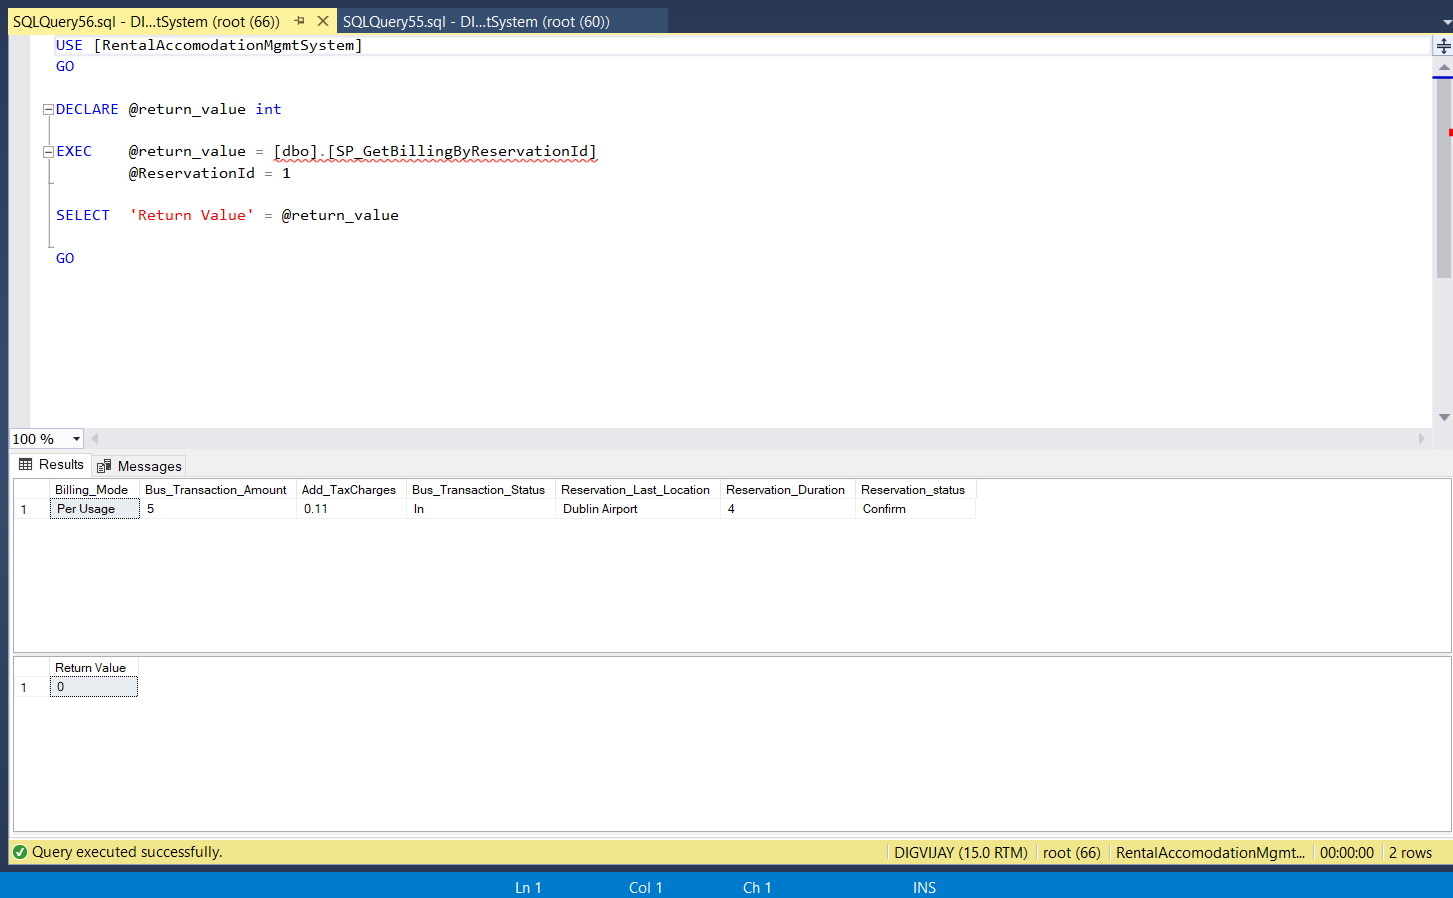 SQLQuery56.sql - DI...tSystem (root (66)) SQLQuery55.sql - DI...tSystem (root (60))
USE [RentalAccomodationMgmtSystem]
GO
DECLARE @return_value int
EXEC @return_value = [dbo].[SP_GetBillingByReservationId]
@ReservationId = 1
SELECT 'Return Value' = @return_value
GO
100 %
Results Messages
Billing_Mode Bus_Transaction_Amount Add_TaxCharges Bus_Transaction_Status Reservation_Last_Location Reservation_Duration Reservation_status
1 Per Usage 5 0.11 In Dublin Airport 4 Confirm
Return Value
1 0
Query executed successfully. DIGVIJAY (15.0 RTM) root (66) RentalAccomodationMgmt... 00:00:00 2 rows
Ln 1 Col 1 Ch 1 INS